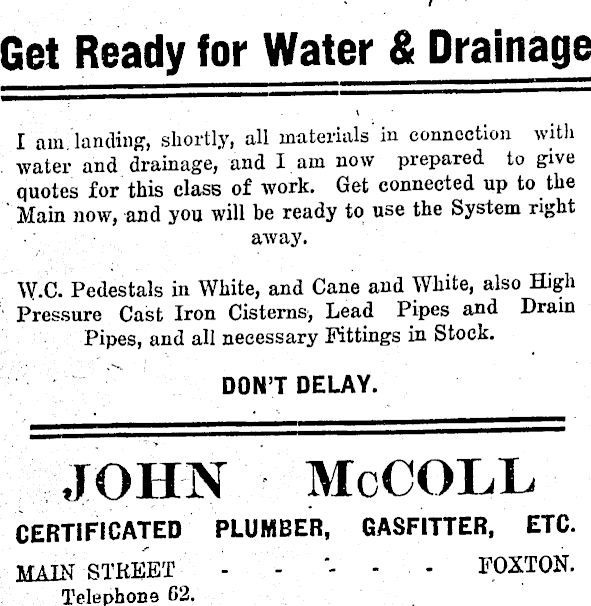 Get Ready for Water & Drainage
I am landing, shortly, all materials in connection with
water and drainage, and I am now prepared to give
quotes for this class of work. Get connected up to the
Main now, and you will be ready to use the System right
away.
W.C. Pedestals in White, and Cane and White, also High
Pressure Cast Iron Cisterns, Lead Pipes and Drain
Pipes, and all necessary Fittings in Stock.
DON'T DELAY.
JOHN McCOLL
CERTIFICATED PLUMBER, GASFITTER, ETC.
MAIN STREET - - - - - FOXTON.
Telephone 62.